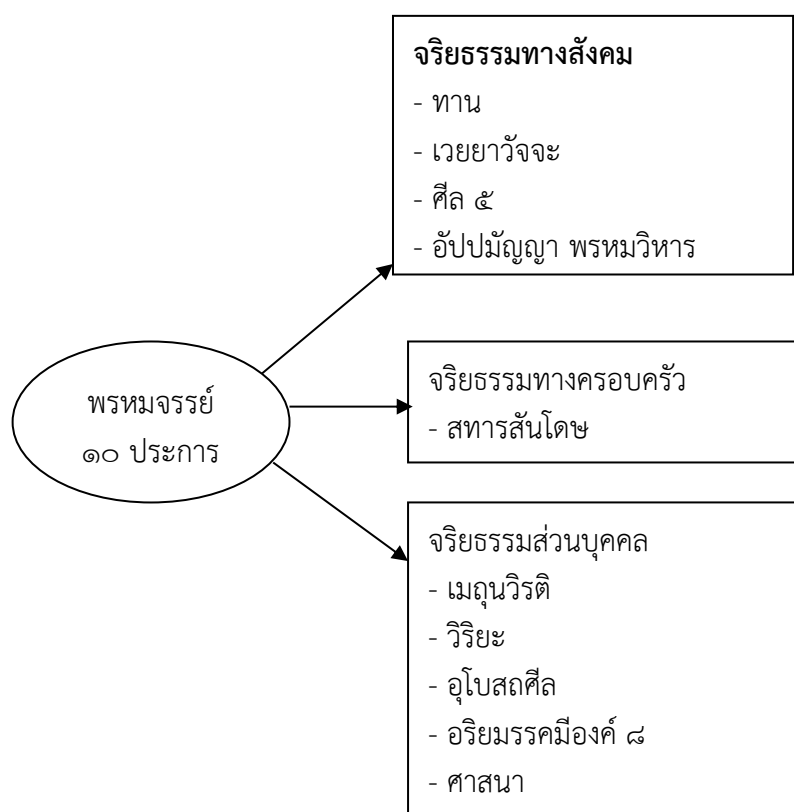 จริยธรรมทางสังคม
- ทาน
- เวยยาวัจจะ
- ศีล ๕
- อัปปมัญญา พรหมวิหาร
พรหมจรรย์
๑๐ ประการ
จริยธรรมทางครอบครัว
- สทารสันโดษ
จริยธรรมส่วนบุคคล
- เมถุนวิรติ
- วิริยะ
- อุโบสถศีล
- อริยมรรคมีองค์ ๘
- ศาสนา